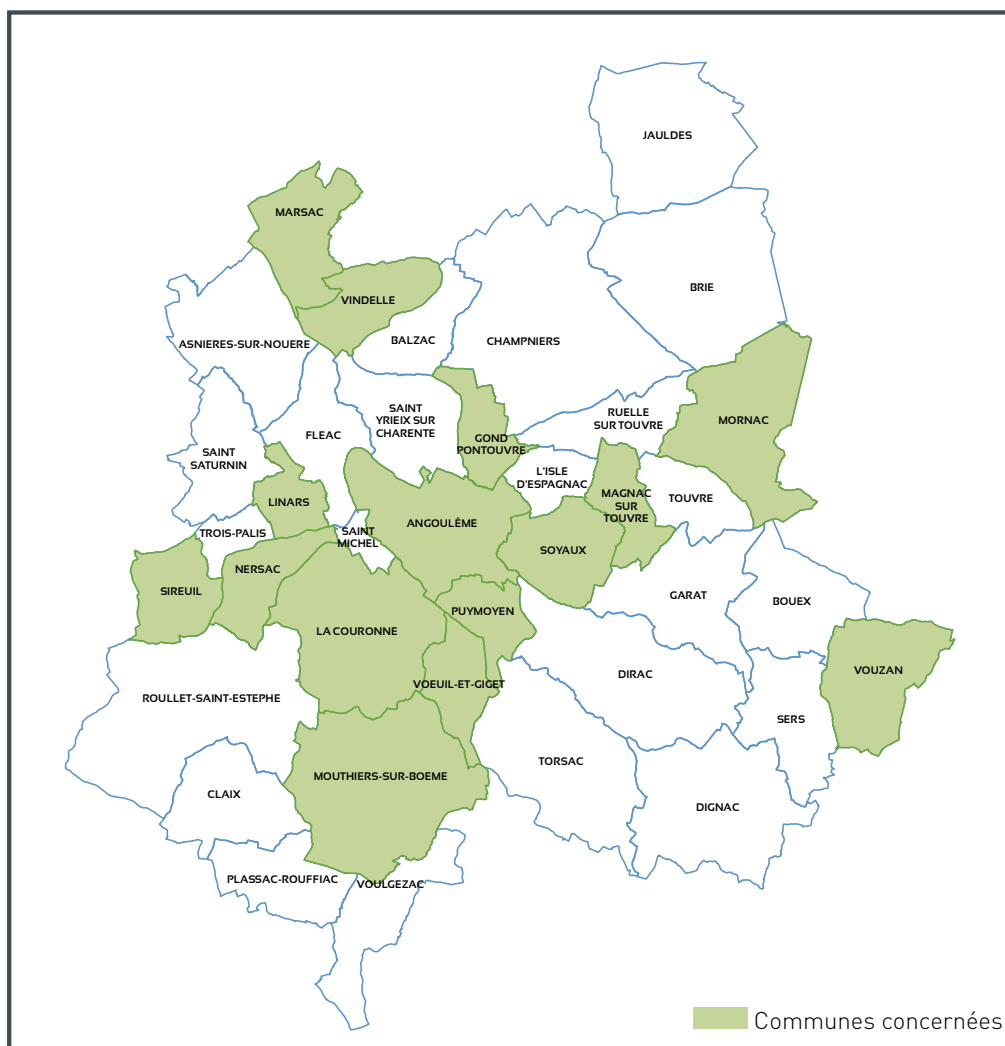 JAULDES
MARSAC
BRIE
VINDELLE
BALZAC
CHAMPNIERS
ASNIERES-SUR-NOUERE
SAINT
YRIEIX SUR
CHARENTE
RUELLE
SUR TOUVRE
MORNAC
FLEAC
GOND
PONTOUVRE
SAINT
SATURNIN
L'ISLE
D'ESPAGNAC
MAGNAC
SUR
TOUVRE
TOUVRE
LINARS
ANGOULÊME
TROIS-PALIS
SAINT
MICHEL
SOYAUX
NERSAC
SIREUIL
GARAT
BOUEX
PUYMOYEN
LA COURONNE
VOUZAN
DIRAC
VOEUIL-ET-GIGET
ROULLET-SAINT-ESTEPHE
SERS
TORSAC
MOUTHIERS-SUR-BOEME
CLAIX
DIGNAC
PLASSAC-ROUFFIAC
VOULGEZAC
Communes concernées